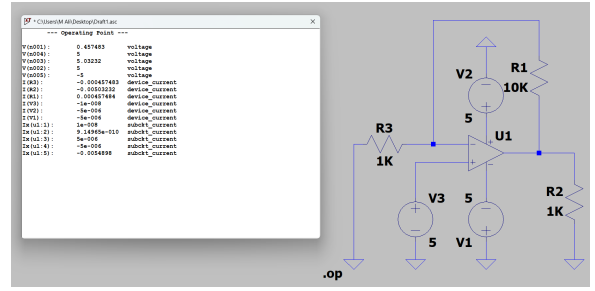 * C:\Users\M Ali\Desktop\Draft1.asc
--- Operating Point ---
V(n001): 0.457483 voltage
V(n004): 5 voltage
V(n003): 5.03232 voltage
V(n002): 5 voltage
V(n005): -5 voltage
I(R3): -0.000457483 device_current
I(R2): -0.00503232 device_current
I(R1): 0.000457484 device_current
I(V3): -1e-008 device_current
I(V2): -5e-006 device_current
I(V1): -5e-006 device_current
Ix(u1:1): 1e-008 subckt_current
Ix(u1:2): 9.14965e-010 subckt_current
Ix(u1:3): 5e-006 subckt_current
Ix(u1:4): -5e-006 subckt_current
Ix(u1:5): -0.0054898 subckt_current
V2
5
R1
10K
R3
1K
U1
V3
5
5
V1
R2
1K
.op